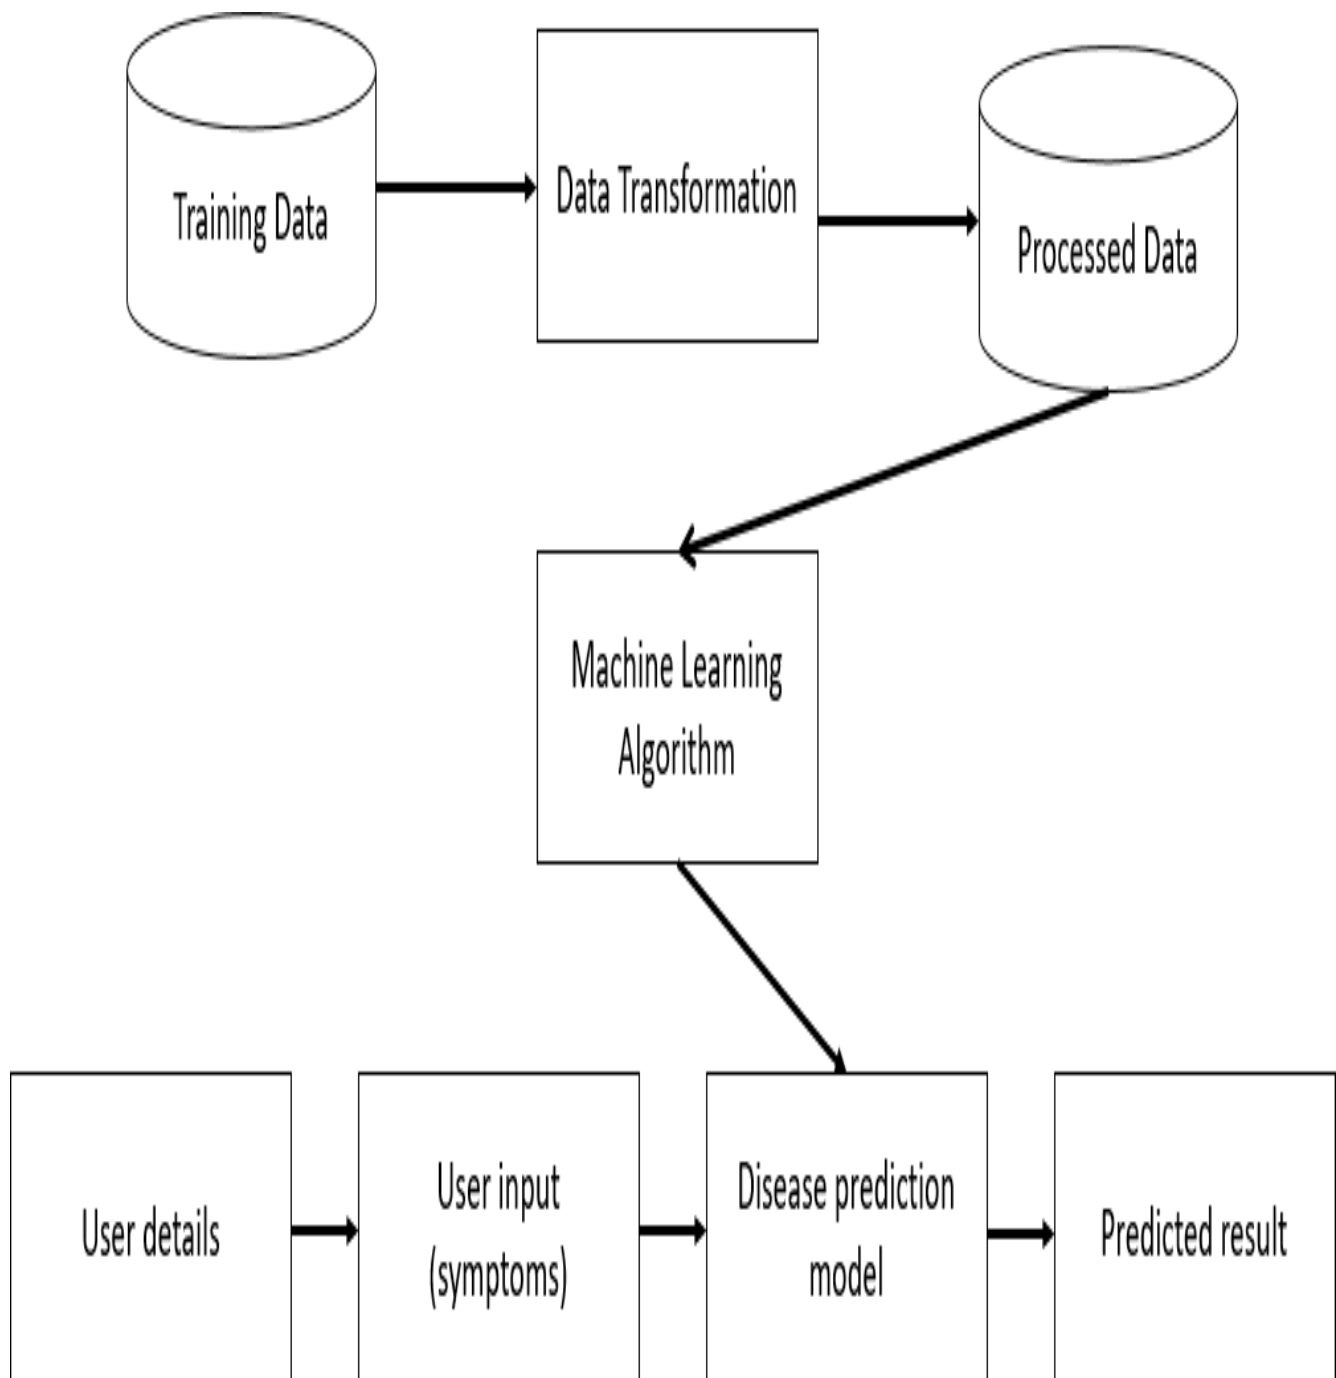 Training Data
Data Transformation
Processed Data
Machine Learning
Algorithm
User details
User input
(symptoms)
Disease prediction
model
Predicted result